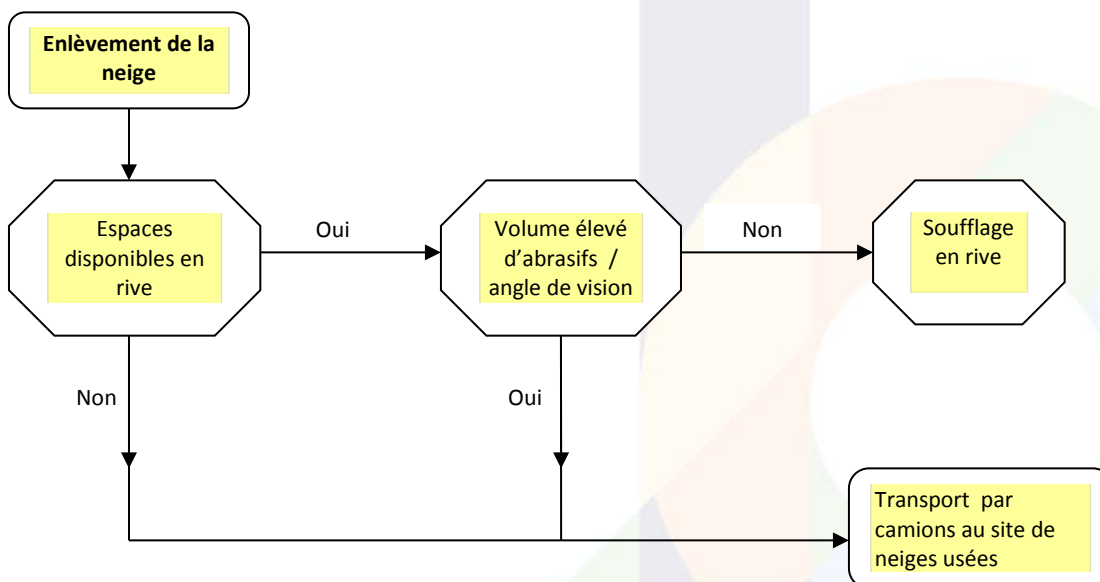 Enlèvement de la
neige
Espaces
disponibles en
rive
Oui
Volume élevé
d'abrasifs /
angle de vision
Non
Soufflage
en rive
Non
Oui
Transport par
camions au site de
neiges usées